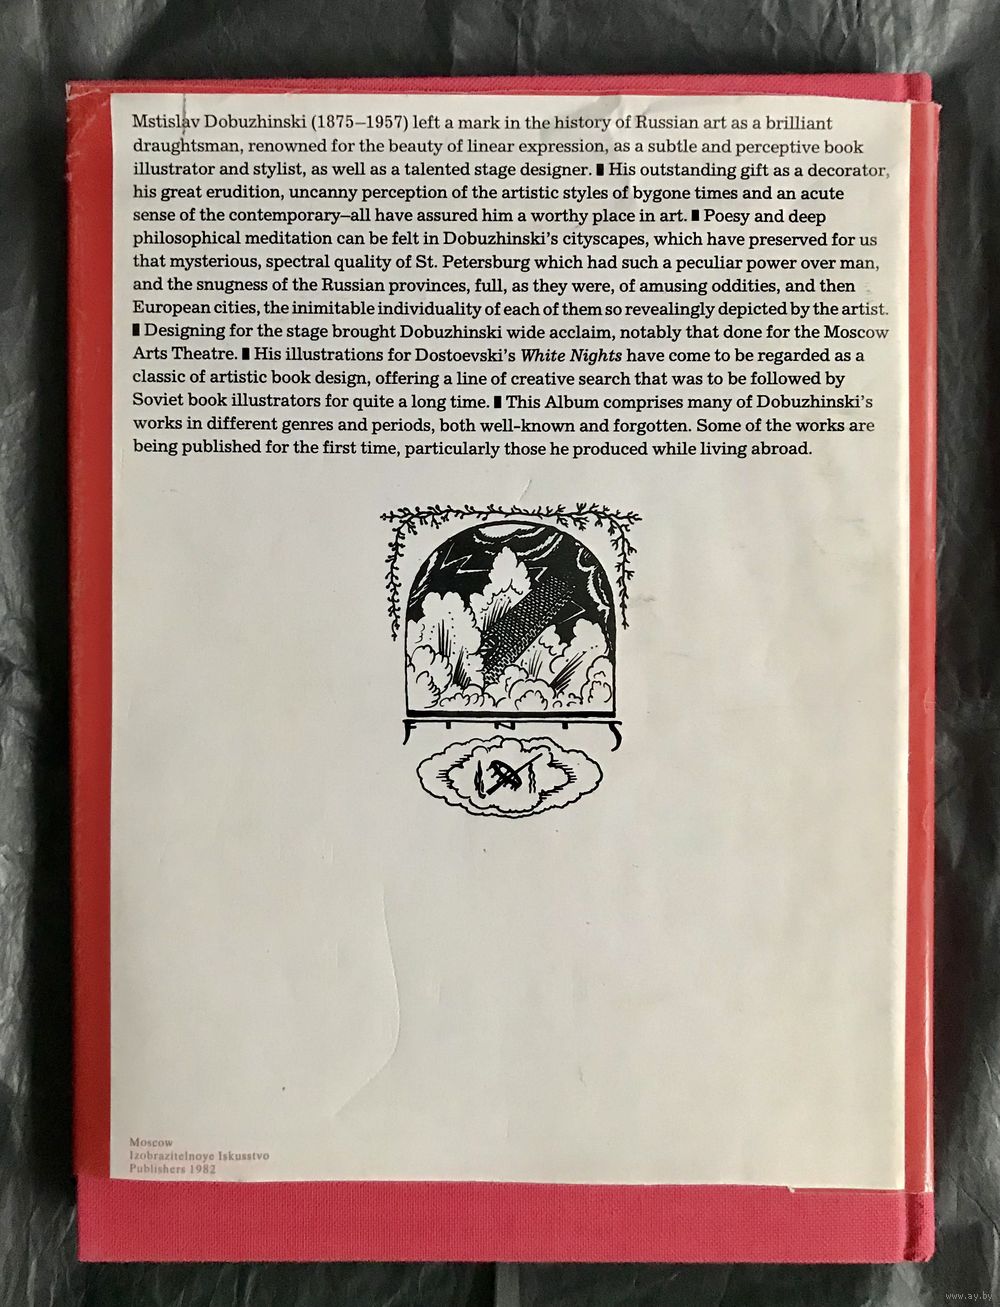 Mstislav Dobuzhinski (1875–1957) left a mark in the history of Russian art as a brilliant
draughtsman, renowned for the beauty of linear expression, as a subtle and perceptive book
illustrator and stylist, as well as a talented stage designer. ▮ His outstanding gift as a decorator,
his great erudition, uncanny perception of the artistic styles of bygone times and an acute
sense of the contemporary—all have assured him a worthy place in art. ▮ Poesy and deep
philosophical meditation can be felt in Dobuzhinski's cityscapes, which have preserved for us
that mysterious, spectral quality of St. Petersburg which had such a peculiar power over man,
and the snugness of the Russian provinces, full, as they were, of amusing oddities, and then
European cities, the inimitable individuality of each of them so revealingly depicted by the artist.
▮ Designing for the stage brought Dobuzhinski wide acclaim, notably that done for the Moscow
Arts Theatre. ▮ His illustrations for Dostoevski's White Nights have come to be regarded as a
classic of artistic book design, offering a line of creative search that was to be followed by
Soviet book illustrators for quite a long time. ▮ This Album comprises many of Dobuzhinski's
works in different genres and periods, both well-known and forgotten. Some of the works are
being published for the first time, particularly those he produced while living abroad.
FINIS
Moscow
Izobrazitelnoye Iskusstvo
Publishers 1982
www.ay.by